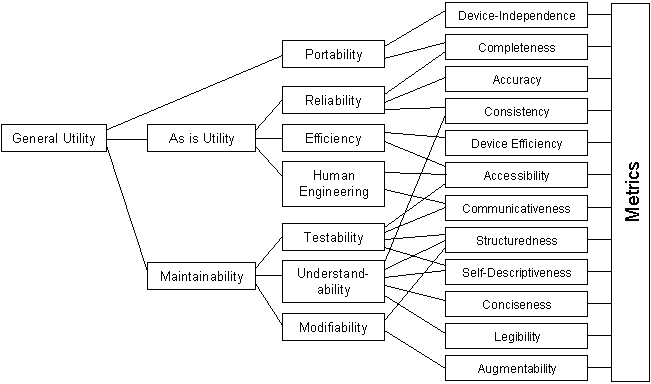 Device-Independence
Portability
Completeness
Accuracy
Reliability
Consistency
General Utility
As is Utility
Efficiency
Device Efficiency
Human
Engineering
Accessibility
Communicativeness
Testability
Structuredness
Maintainability
Understand-
ability
Self-Descriptiveness
Conciseness
Modifiability
Legibility
Augmentability
Metrics